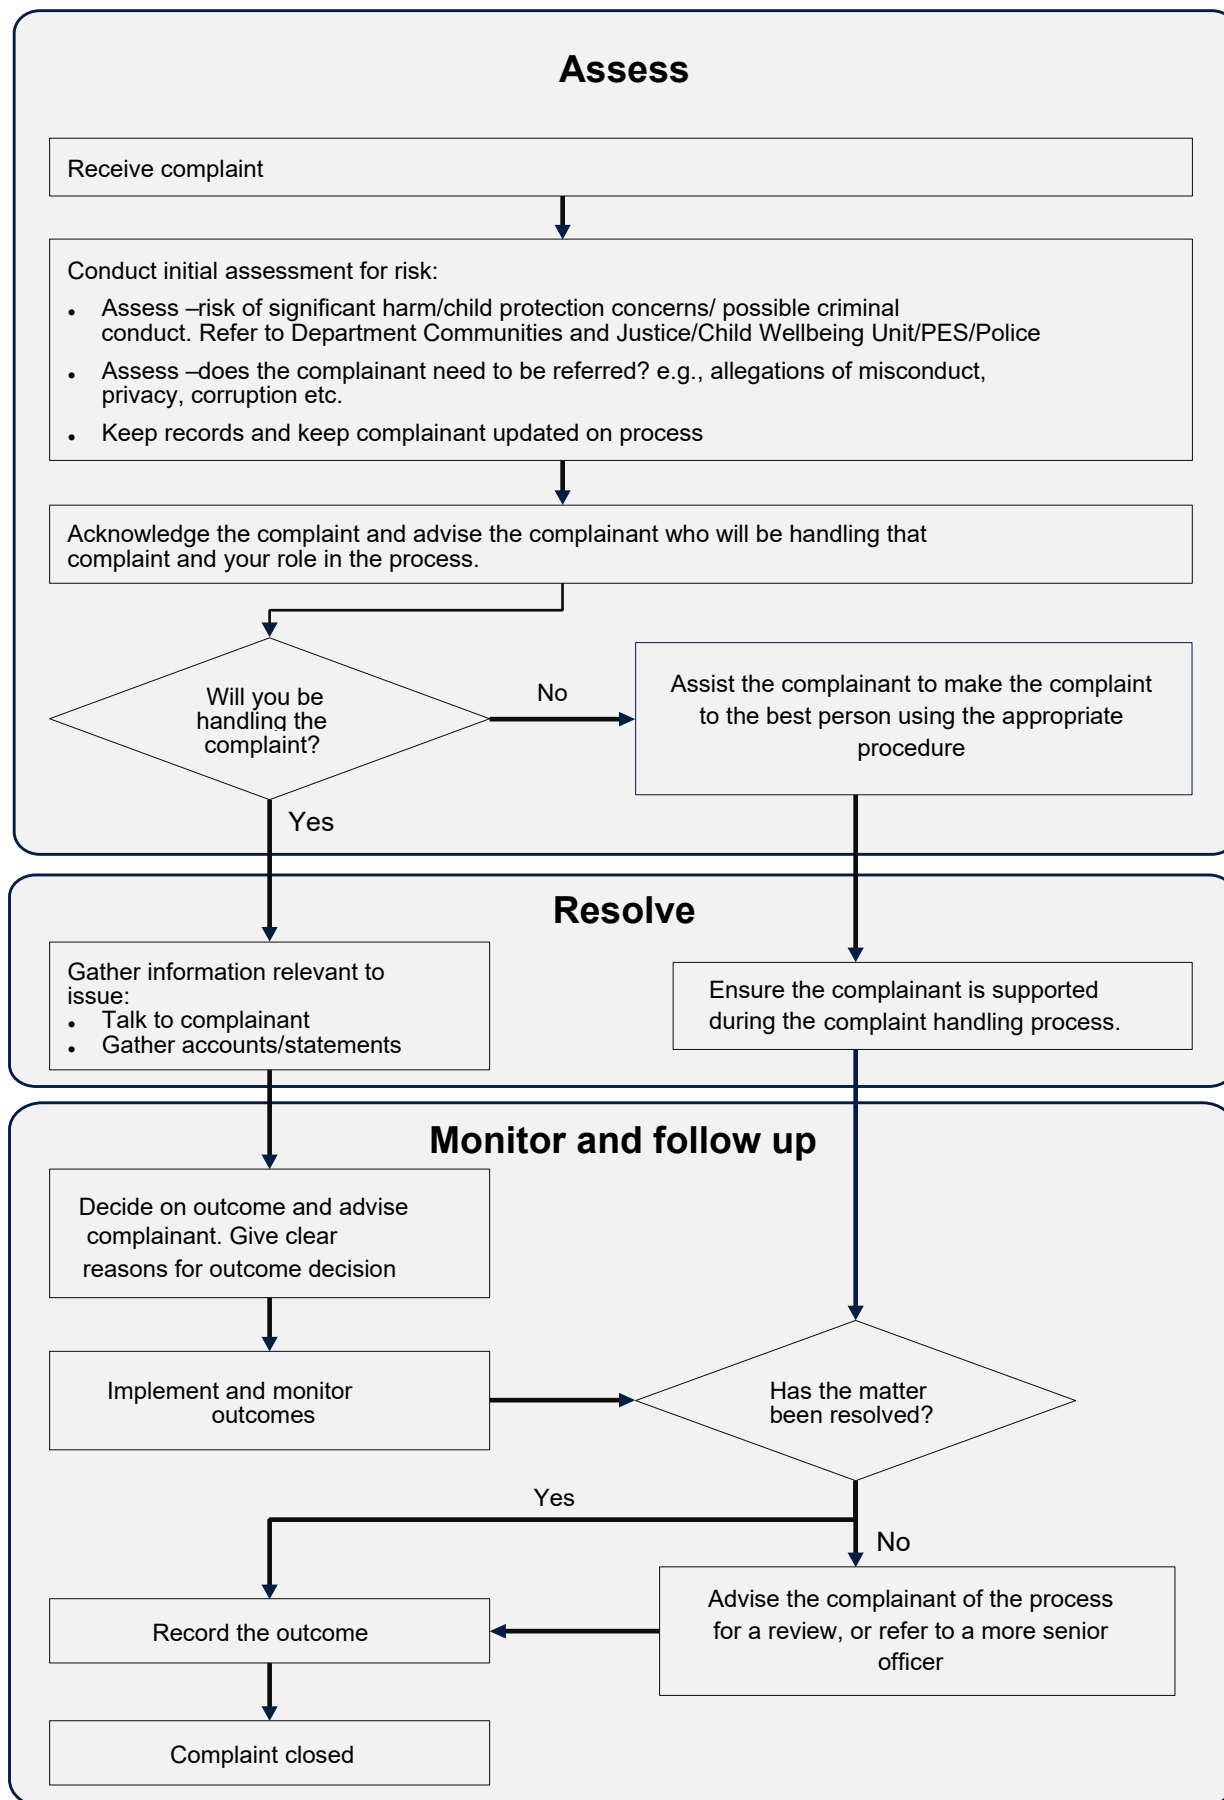 Assess
Receive complaint
Conduct initial assessment for risk:
• Assess –risk of significant harm/child protection concerns/ possible criminal
conduct. Refer to Department Communities and Justice/Child Wellbeing Unit/PES/Police
• Assess –does the complainant need to be referred? e.g., allegations of misconduct,
privacy, corruption etc.
• Keep records and keep complainant updated on process
Acknowledge the complaint and advise the complainant who will be handling that
complaint and your role in the process.
Will you be
handling the
complaint?
No
Assist the complainant to make the complaint
to the best person using the appropriate
procedure
Yes
Resolve
Gather information relevant to
issue:
• Talk to complainant
• Gather accounts/statements
Ensure the complainant is supported
during the complaint handling process.
Monitor and follow up
Decide on outcome and advise
complainant. Give clear
reasons for outcome decision
Implement and monitor
outcomes
Has the matter
been resolved?
Yes
No
Advise the complainant of the process
for a review, or refer to a more senior
officer
Record the outcome
Complaint closed